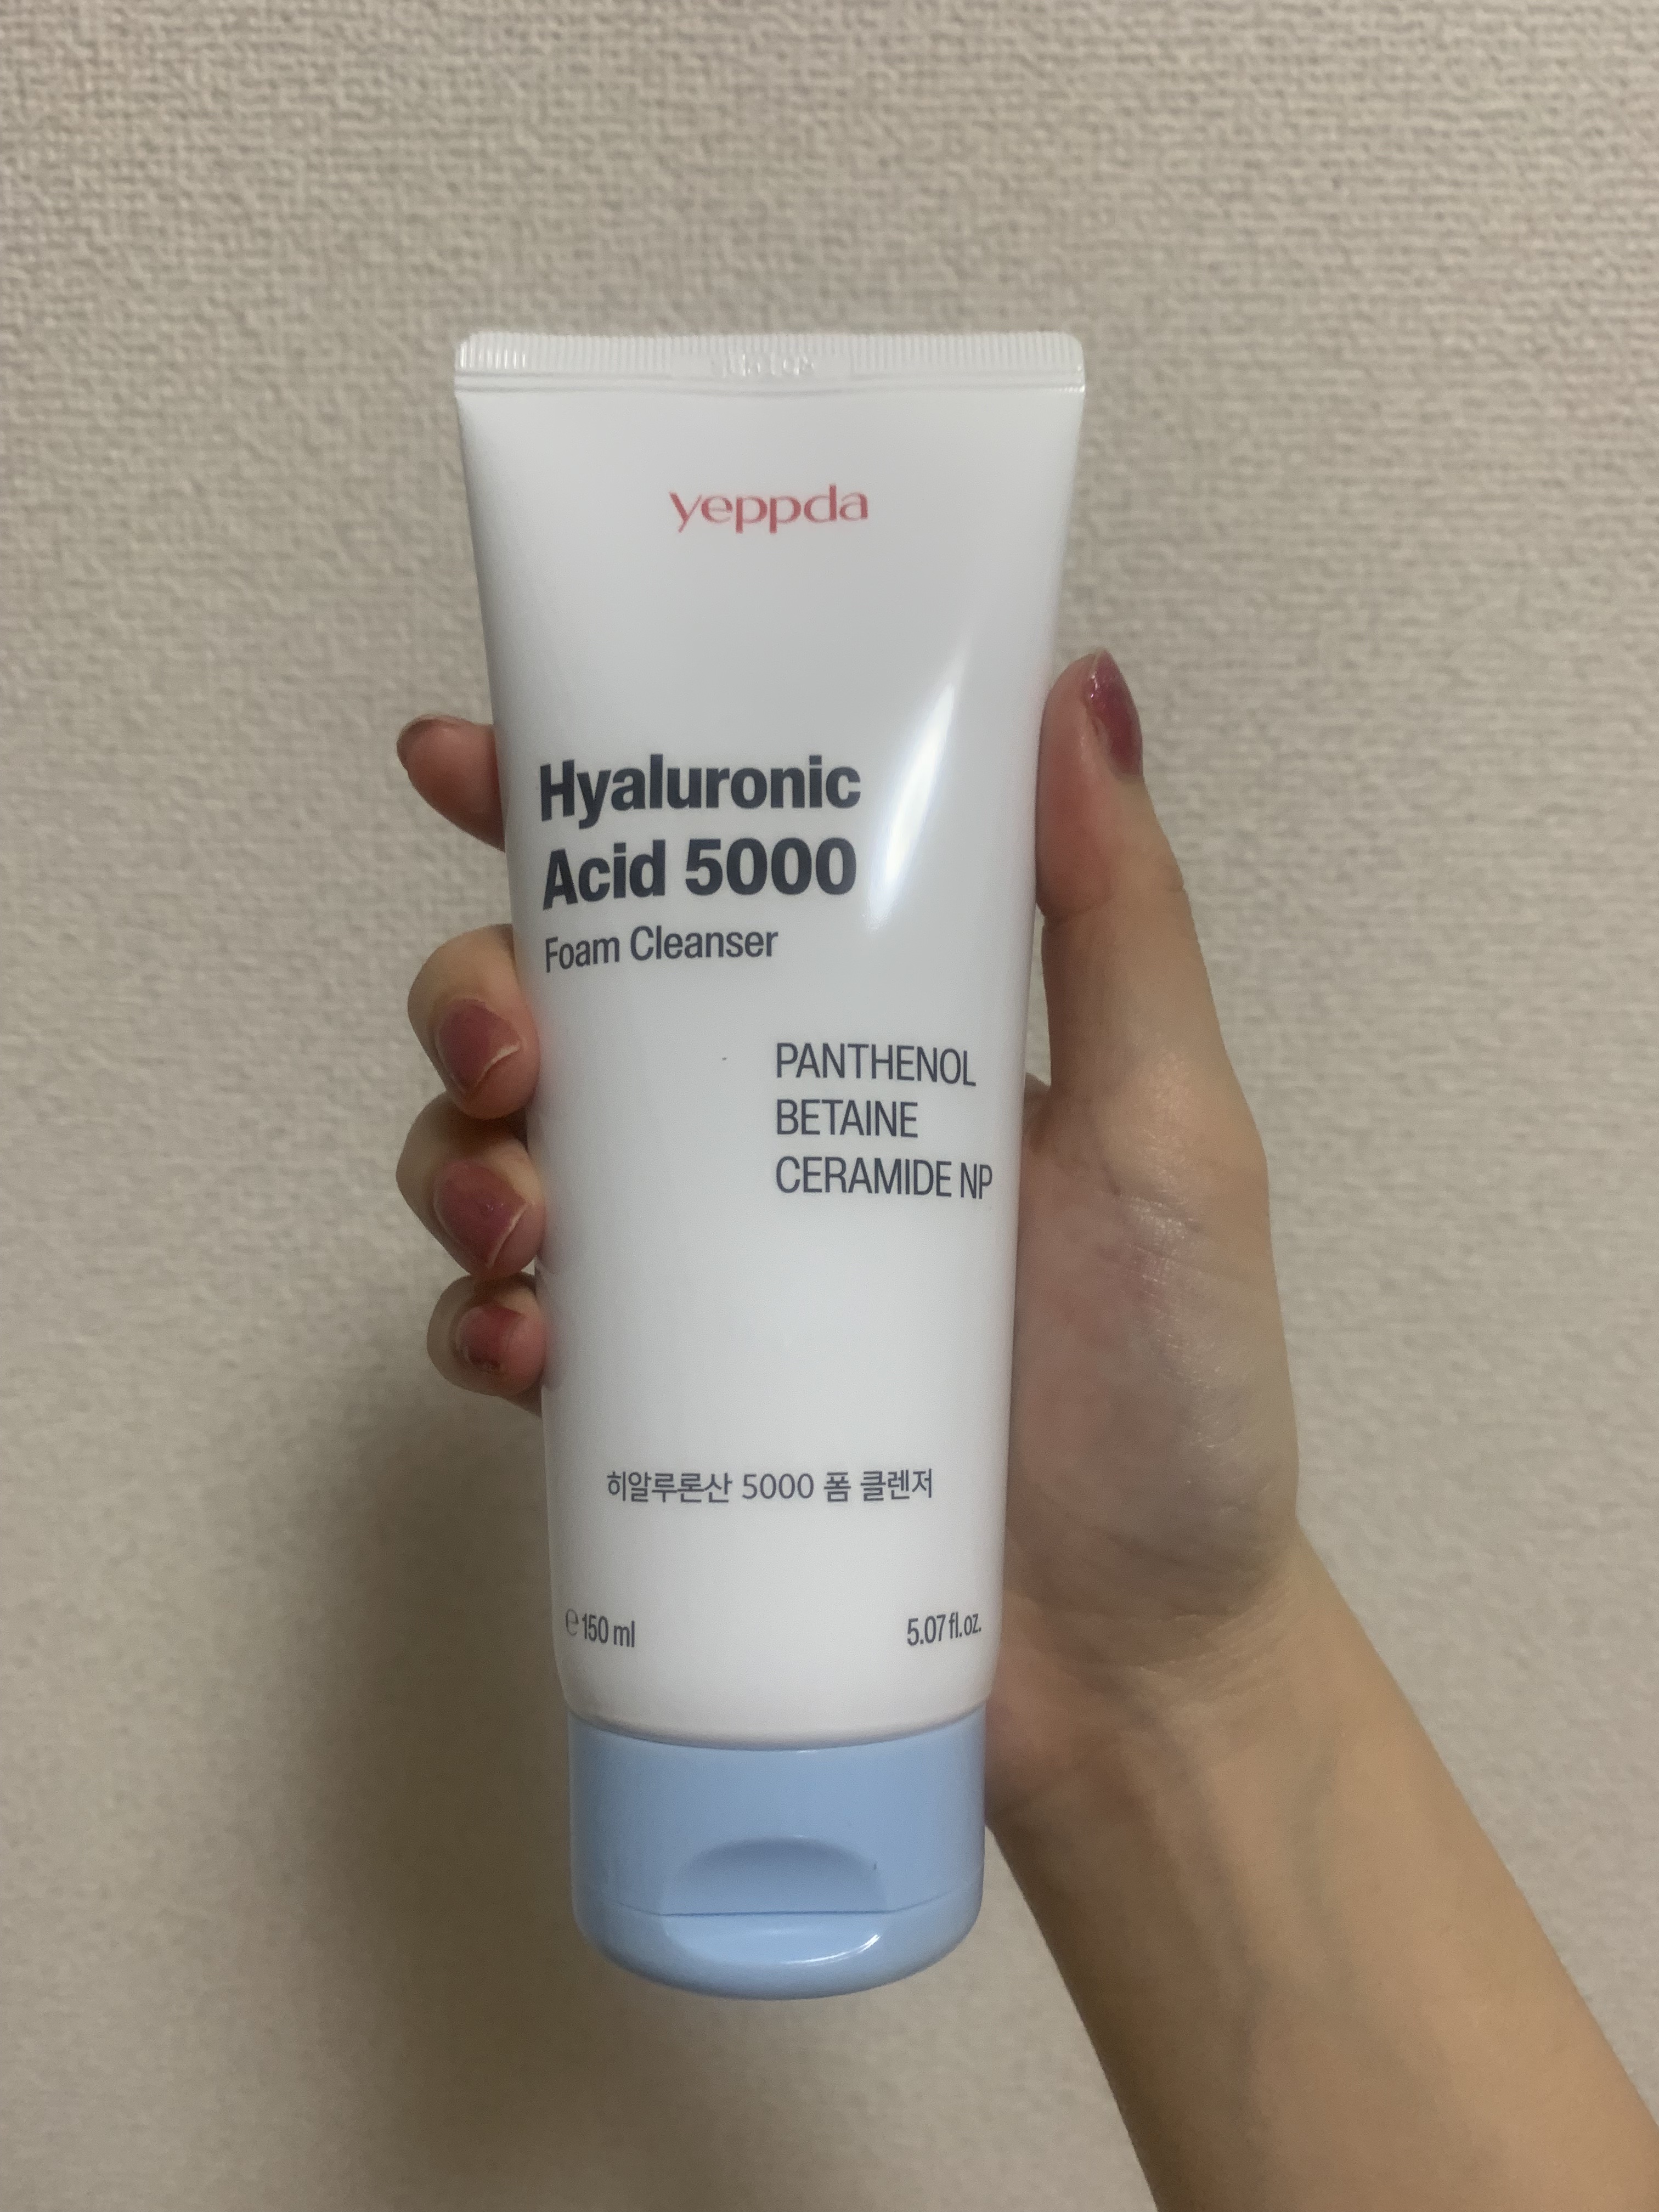 yeppda
Hyaluronic
Acid 5000
Foam Cleanser
PANTHENOL
BETAINE
CERAMIDE NP
히알루론산 5000 폼 클렌저
℮150 ml 5.07 fl.oz.